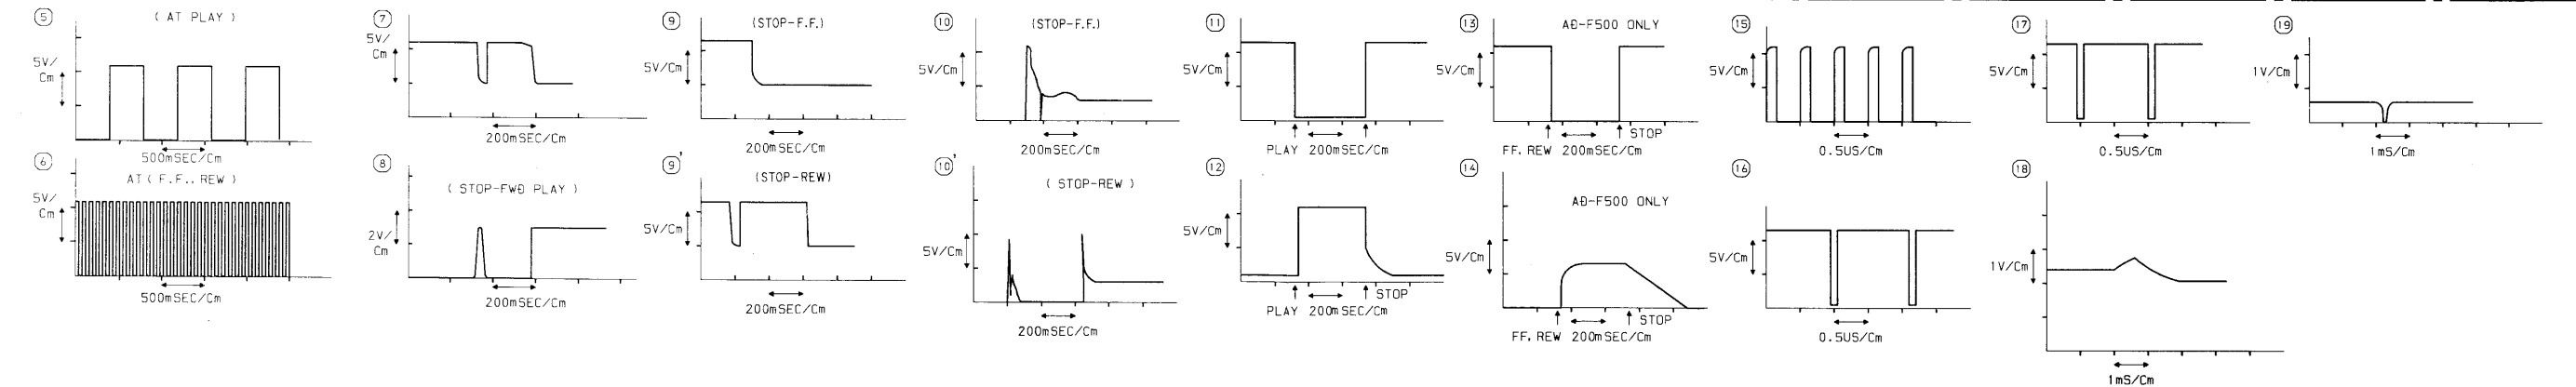 5
( AT PLAY )
5V/
Cm
500mSEC/Cm
6
AT ( F.F.. REW )
5V/
Cm
500mSEC/Cm
7
5V/
Cm
200mSEC/Cm
8
( STOP-FWD PLAY )
2V/
Cm
200mSEC/Cm
9
(STOP-F.F.)
5V/Cm
200mSEC/Cm
9'
(STOP-REW)
5V/Cm
200mSEC/Cm
10
(STOP-F.F.)
5V/Cm
200mSEC/Cm
10'
( STOP-REW )
5V/Cm
200mSEC/Cm
11
5V/Cm
PLAY 200mSEC/Cm
12
5V/Cm
STOP
PLAY 200mSEC/Cm
13
AD-F500 ONLY
5V/Cm
STOP
FF. REW 200mSEC/Cm
14
AD-F500 ONLY
5V/Cm
STOP
FF. REW 200mSEC/Cm
15
5V/Cm
0.5US/Cm
16
5V/Cm
0.5US/Cm
17
5V/Cm
0.5US/Cm
18
1V/Cm
1mS/Cm
19
1V/Cm
1mS/Cm